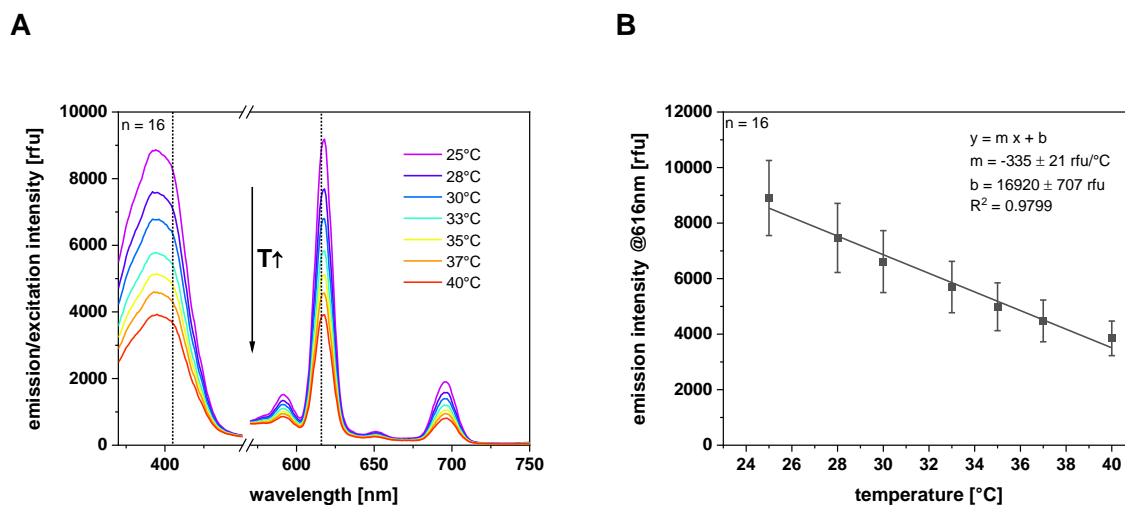 A
n = 16
10000
8000
6000
4000
2000
0
emission/excitation intensity [rfu]
25°C
28°C
30°C
33°C
35°C
37°C
40°C
T↑
400
600
650
700
750
wavelength [nm]
B
n = 16
y = m x + b
m = -335 ± 21 rfu/°C
b = 16920 ± 707 rfu
R² = 0.9799
12000
10000
8000
6000
4000
2000
0
emission intensity @616nm [rfu]
24
26
28
30
32
34
36
38
40
temperature [°C]